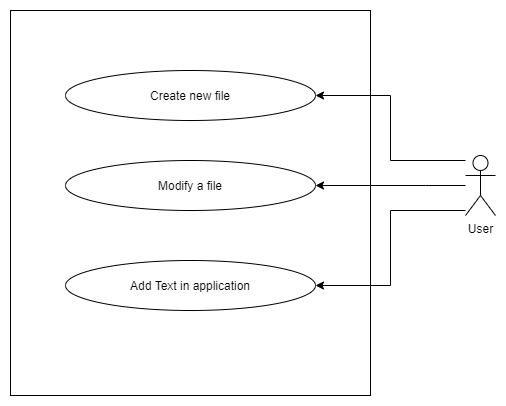 Create new file
Modify a file
User
Add Text in application